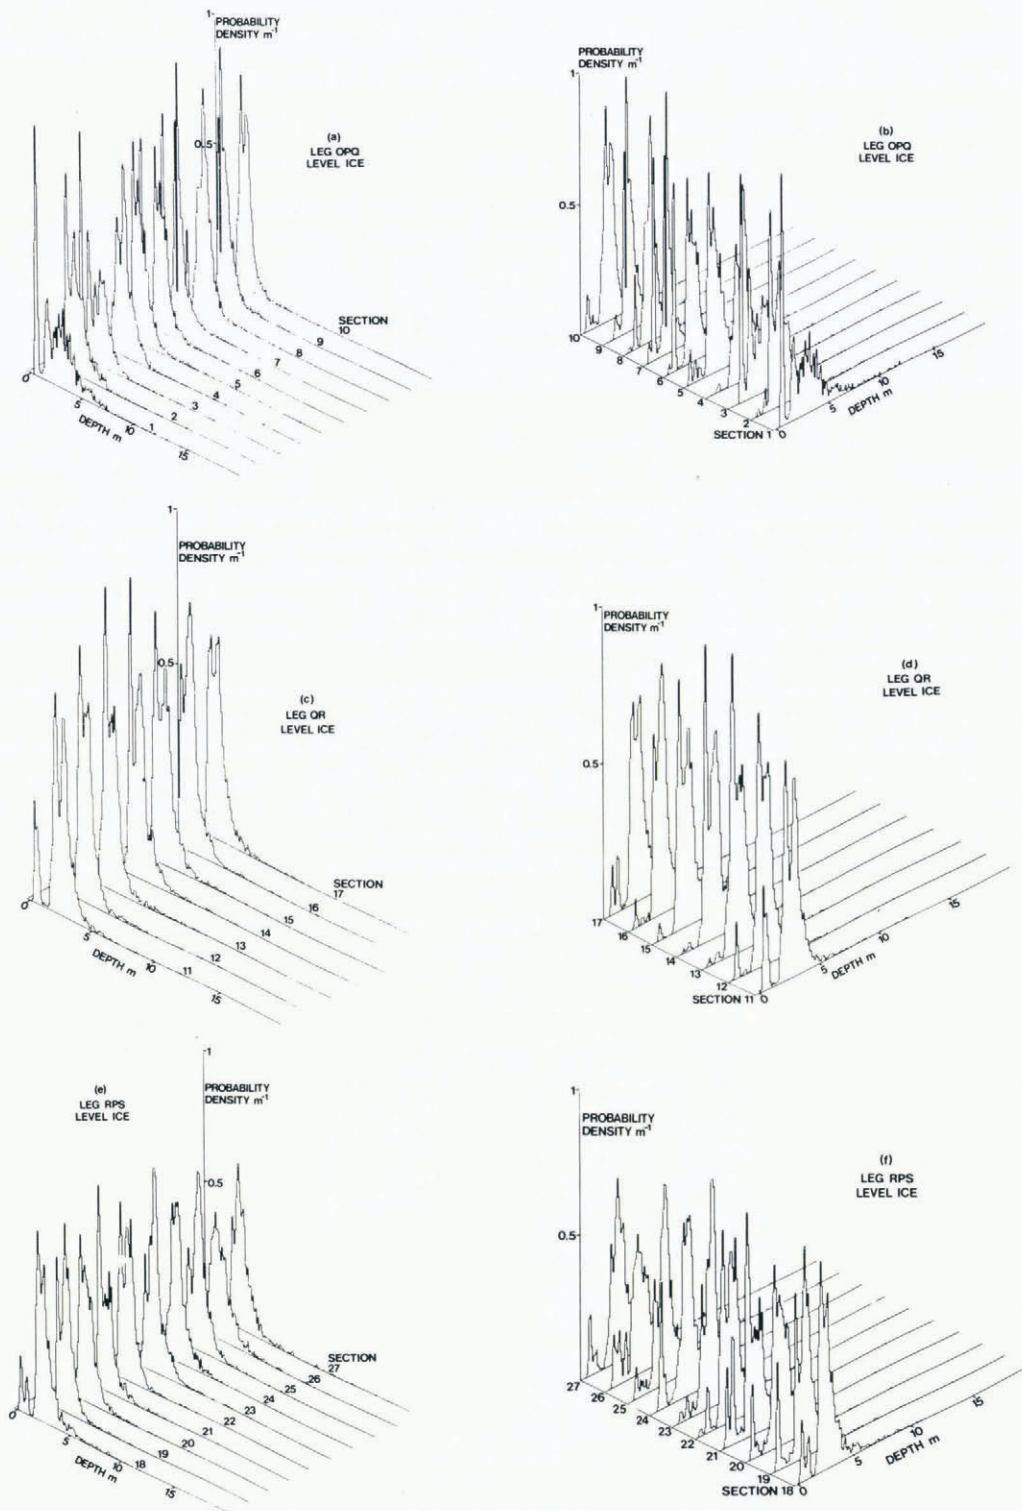 1
PROBABILITY
DENSITY m⁻¹
0.5
(a)
LEG OPQ
LEVEL ICE
SECTION
10
9
8
7
6
5
4
3
2
1
0
5
10
15
DEPTH m
PROBABILITY
DENSITY m⁻¹
1
0.5
(b)
LEG OPQ
LEVEL ICE
10
9
8
7
6
5
4
3
2
SECTION 1
0
5
10
15
DEPTH m
1
PROBABILITY
DENSITY m⁻¹
0.5
(c)
LEG QR
LEVEL ICE
SECTION
17
16
15
14
13
12
11
0
5
10
15
DEPTH m
1
PROBABILITY
DENSITY m⁻¹
0.5
(d)
LEG QR
LEVEL ICE
17
16
15
14
13
12
SECTION 11
0
5
10
15
DEPTH m
(e)
LEG RPS
LEVEL ICE
1
PROBABILITY
DENSITY m⁻¹
0.5
SECTION
27
26
25
24
23
22
21
20
19
18
0
5
10
15
DEPTH m
1
PROBABILITY
DENSITY m⁻¹
0.5
(f)
LEG RPS
LEVEL ICE
27
26
25
24
23
22
21
20
19
SECTION 18
0
5
10
15
DEPTH m